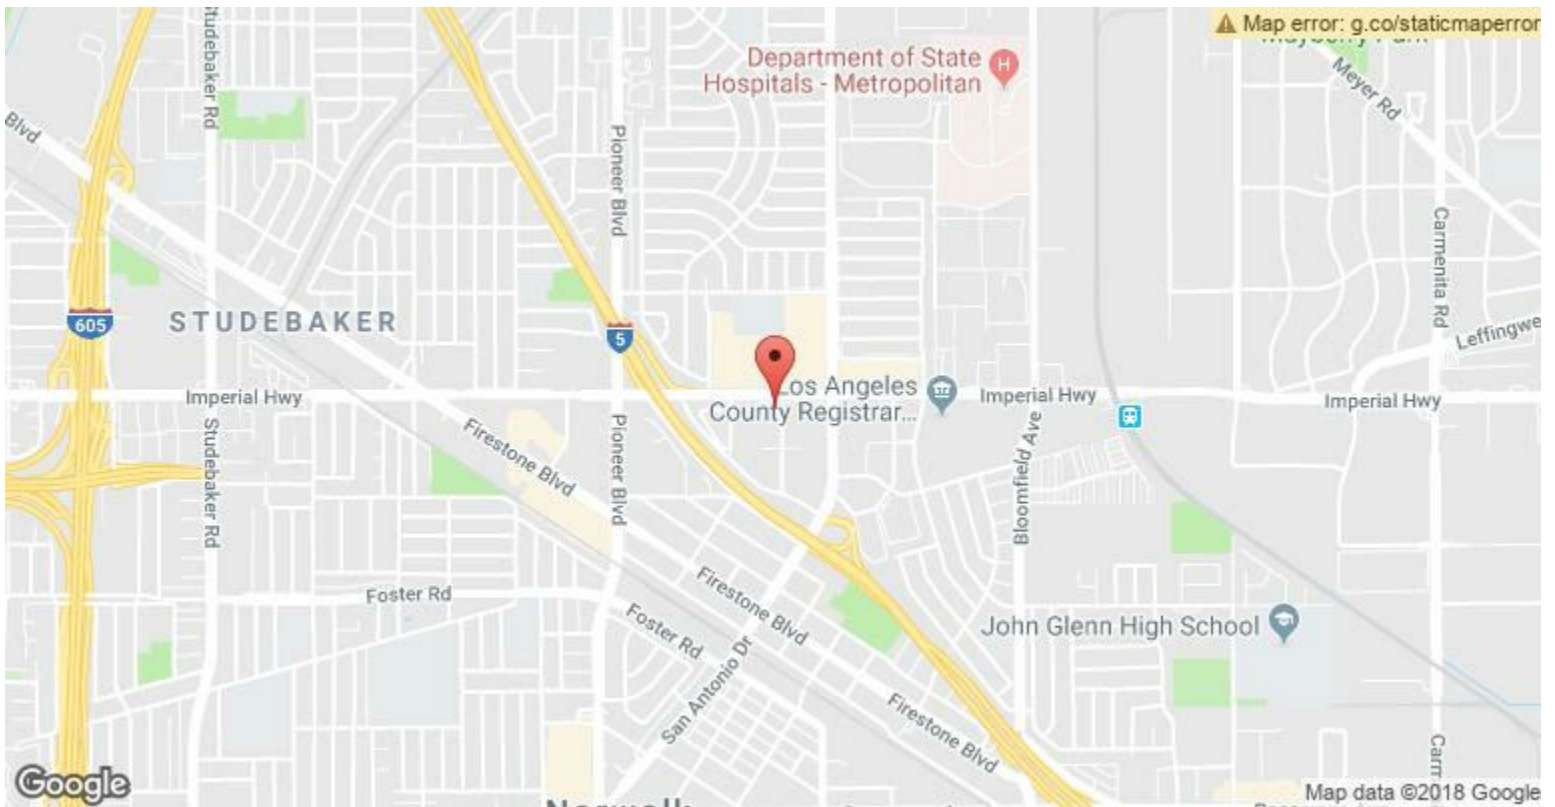 Map error: g.co/staticmaperror
Studebaker Rd
Department of State
Hospitals - Metropolitan
H
Meyer Rd
Blvd
Pioneer Blvd
Carmenita Rd
605
STUDEBAKER
5
Leffingwe
Los Angeles
County Registrar...
Imperial Hwy
Imperial Hwy
Imperial Hwy
Studebaker Rd
Firestone Blvd
Pioneer Blvd
Bloomfield Ave
Foster Rd
Firestone Blvd
Foster Rd
John Glenn High School
San Antonio Dr
Firestone Blvd
Carm
Google
Map data ©2018 Google